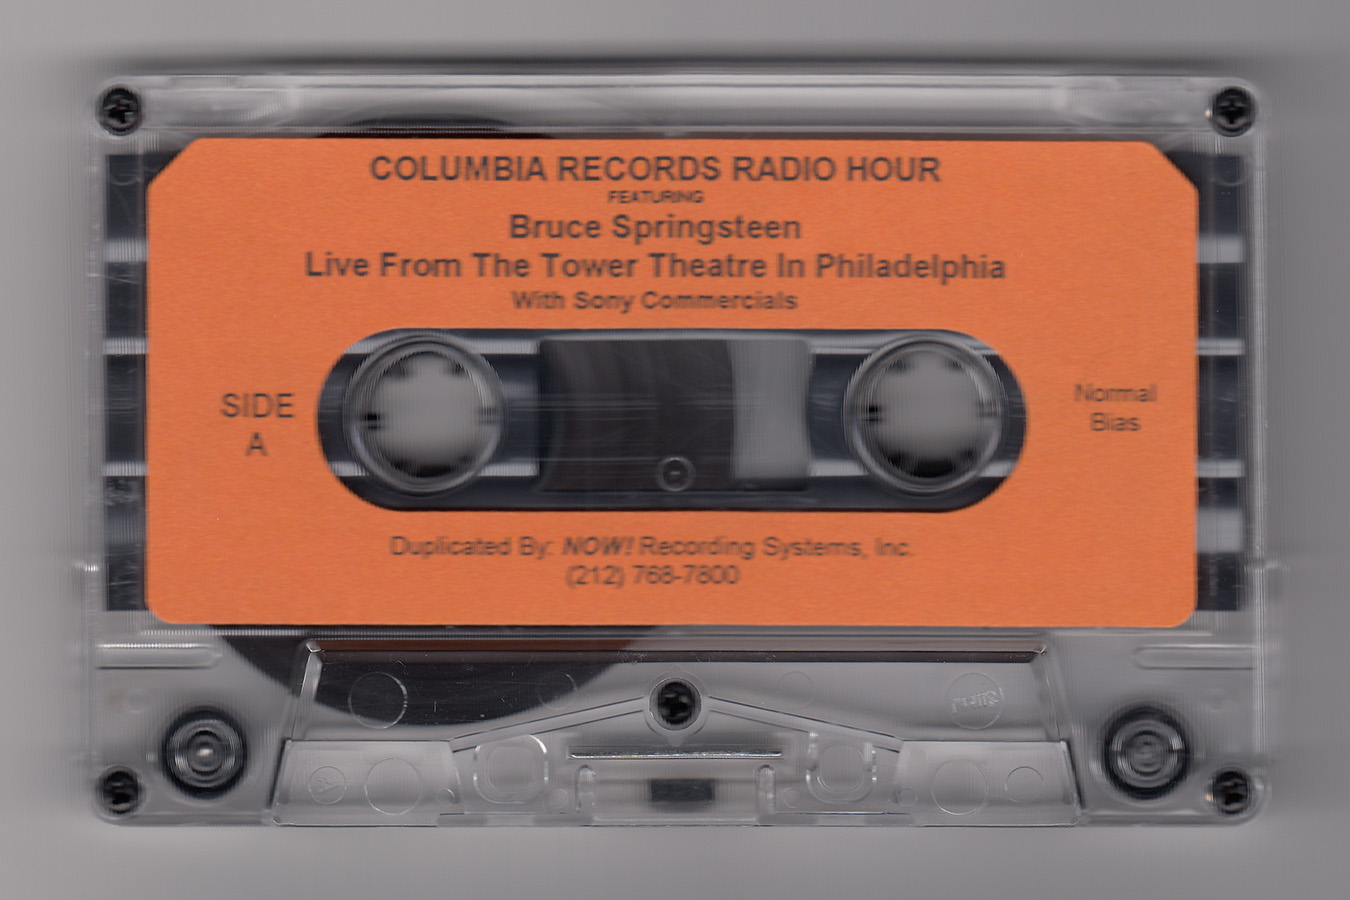 COLUMBIA RECORDS RADIO HOUR
FEATURING
Bruce Springsteen
Live From The Tower Theatre In Philadelphia
With Sony Commercials
SIDE
A
Normal
Bias
Duplicated By: NOW! Recording Systems, Inc.
(212) 768-7800